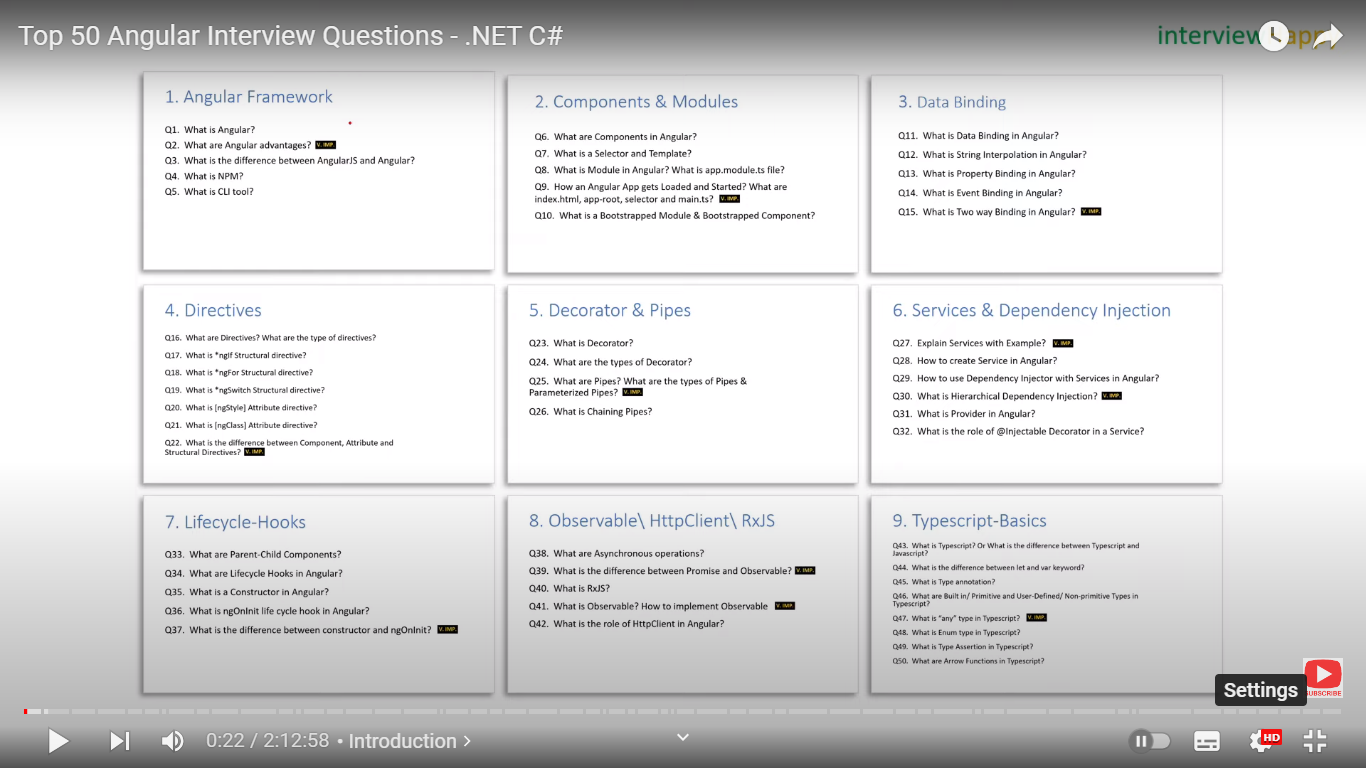 Top 50 Angular Interview Questions - .NET C#
interview app
1. Angular Framework
Q1. What is Angular?
Q2. What are Angular advantages? V. IMP.
Q3. What is the difference between AngularJS and Angular?
Q4. What is NPM?
Q5. What is CLI tool?
2. Components & Modules
Q6. What are Components in Angular?
Q7. What is a Selector and Template?
Q8. What is Module in Angular? What is app.module.ts file?
Q9. How an Angular App gets Loaded and Started? What are
index.html, app-root, selector and main.ts? V. IMP.
Q10. What is a Bootstrapped Module & Bootstrapped Component?
3. Data Binding
Q11. What is Data Binding in Angular?
Q12. What is String Interpolation in Angular?
Q13. What is Property Binding in Angular?
Q14. What is Event Binding in Angular?
Q15. What is Two way Binding in Angular? V. IMP.
4. Directives
Q16. What are Directives? What are the type of directives?
Q17. What is *ngIf Structural directive?
Q18. What is *ngFor Structural directive?
Q19. What is *ngSwitch Structural directive?
Q20. What is [ngStyle] Attribute directive?
Q21. What is [ngClass] Attribute directive?
Q22. What is the difference between Component, Attribute and
Structural Directives? V. IMP.
5. Decorator & Pipes
Q23. What is Decorator?
Q24. What are the types of Decorator?
Q25. What are Pipes? What are the types of Pipes &
Parameterized Pipes? V. IMP.
Q26. What is Chaining Pipes?
6. Services & Dependency Injection
Q27. Explain Services with Example? V. IMP.
Q28. How to create Service in Angular?
Q29. How to use Dependency Injector with Services in Angular?
Q30. What is Hierarchical Dependency Injection? V. IMP.
Q31. What is Provider in Angular?
Q32. What is the role of @Injectable Decorator in a Service?
7. Lifecycle-Hooks
Q33. What are Parent-Child Components?
Q34. What are Lifecycle Hooks in Angular?
Q35. What is a Constructor in Angular?
Q36. What is ngOnInit life cycle hook in Angular?
Q37. What is the difference between constructor and ngOnInit? V. IMP.
8. Observable\ HttpClient\ RxJS
Q38. What are Asynchronous operations?
Q39. What is the difference between Promise and Observable? V. IMP.
Q40. What is RxJS?
Q41. What is Observable? How to implement Observable V. IMP.
Q42. What is the role of HttpClient in Angular?
9. Typescript-Basics
Q43. What is Typescript? Or What is the difference between Typescript and
Javascript?
Q44. What is the difference between let and var keyword?
Q45. What is Type annotation?
Q46. What are Built in/ Primitive and User-Defined/ Non-primitive Types in
Typescript?
Q47. What is "any" type in Typescript? V. IMP.
Q48. What is Enum type in Typescript?
Q49. What is Type Assertion in Typescript?
Q50. What are Arrow Functions in Typescript?
Settings
SUBSCRIBE
0:22 / 2:12:58 • Introduction
HD